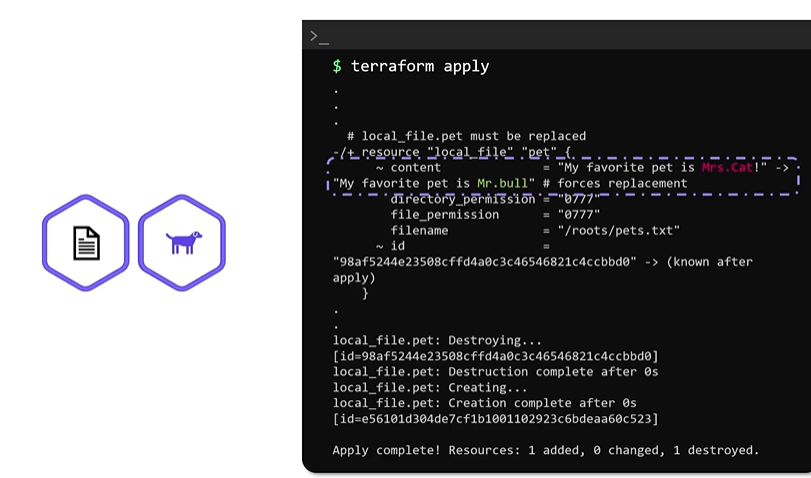 >_
$ terraform apply
.
.
.
# local_file.pet must be replaced
-/+ resource "local_file" "pet" {
~ content = "My favorite pet is Mrs.Cat!" ->
"My favorite pet is Mr.bull" # forces replacement
directory_permission = "0777"
file_permission = "0777"
filename = "/roots/pets.txt"
~ id =
"98af5244e23508cffd4a0c3c46546821c4ccbbd0" -> (known after
apply)
}
.
.
local_file.pet: Destroying...
[id=98af5244e23508cffd4a0c3c46546821c4ccbbd0]
local_file.pet: Destruction complete after 0s
local_file.pet: Creating...
local_file.pet: Creation complete after 0s
[id=e56101d304de7cf1b1001102923c6bdeaa60c523]
Apply complete! Resources: 1 added, 0 changed, 1 destroyed.